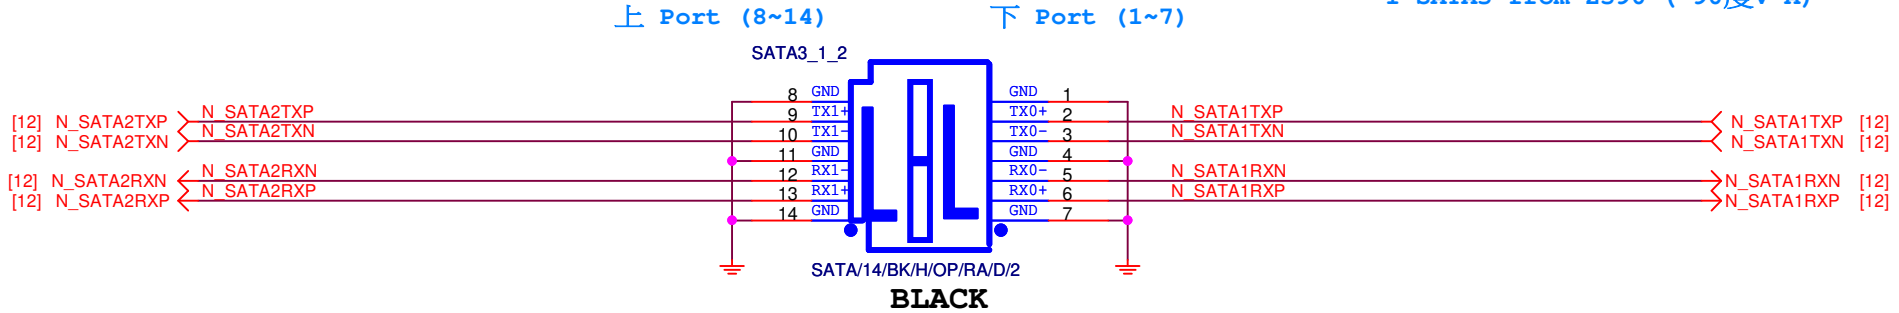 上 Port (8~14)
下 Port (1~7)
SATA3_1_2
8 GND
9 TX1+
10 TX1-
11 GND
12 RX1-
13 RX1+
14 GND
GND 1
TX0+ 2
TX0- 3
GND 4
RX0- 5
RX0+ 6
GND 7
[12] N_SATA2TXP
N_SATA2TXP
[12] N_SATA2TXN
N_SATA2TXN
[12] N_SATA2RXN
N_SATA2RXN
[12] N_SATA2RXP
N_SATA2RXP
N_SATA1TXP
N_SATA1TXP [12]
N_SATA1TXN
N_SATA1TXN [12]
N_SATA1RXN
N_SATA1RXN [12]
N_SATA1RXP
N_SATA1RXP [12]
SATA/14/BK/H/OP/RA/D/2
BLACK